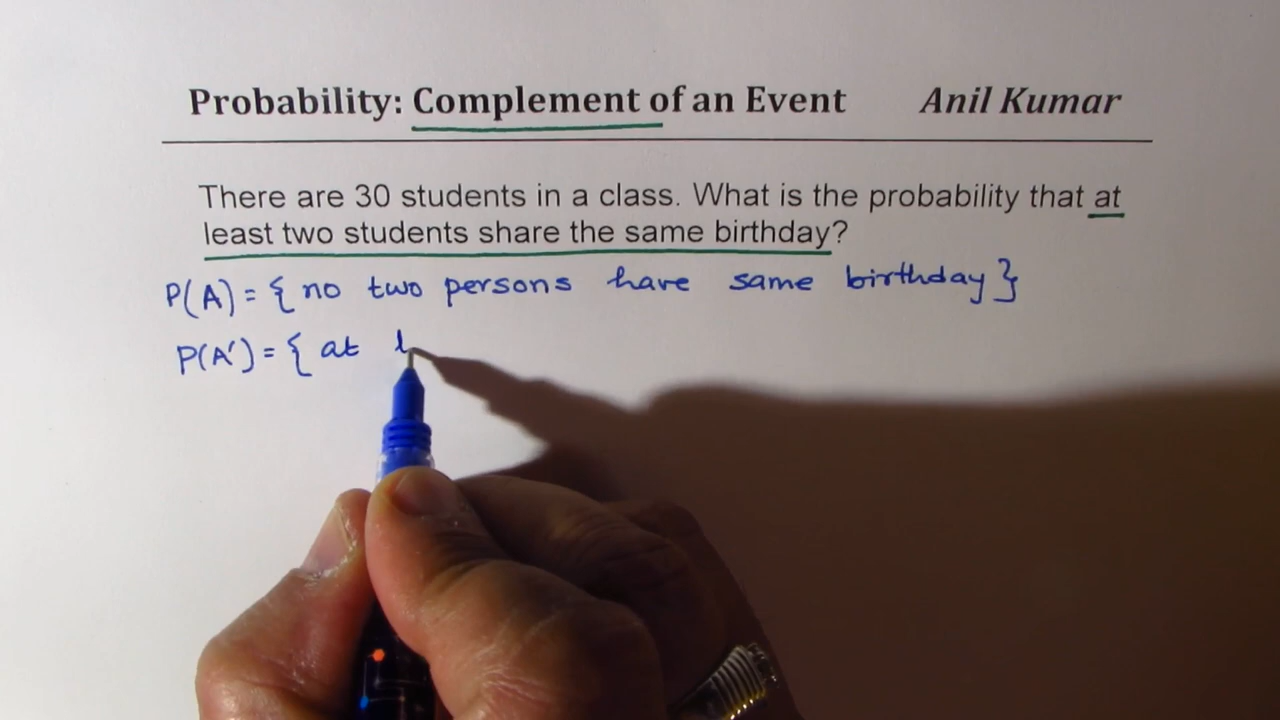 Probability: Complement of an Event Anil Kumar
There are 30 students in a class. What is the probability that at
least two students share the same birthday?
P(A) = { no two persons have same birthday }
P(A') = { at l